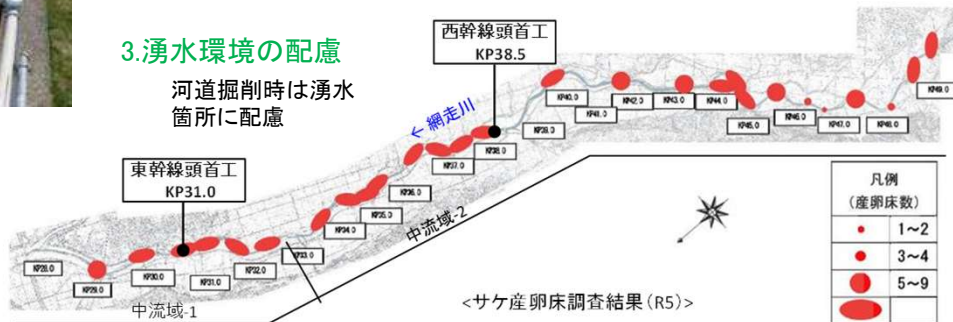 3.湧水環境の配慮
河道掘削時は湧水
箇所に配慮
西幹線頭首工
KP38.5
← 網走川
東幹線頭首工
KP31.0
KP28.0
KP29.0
KP30.0
KP31.0
KP32.0
KP33.0
KP34.0
KP35.0
KP36.0
KP37.0
KP38.0
KP39.0
KP40.0
KP41.0
KP42.0
KP43.0
KP44.0
KP45.0
KP46.0
KP47.0
KP48.0
KP49.0
中流域-1
中流域-2
<サケ産卵床調査結果(R5)>
凡例
(産卵床数)
1~2
3~4
5~9